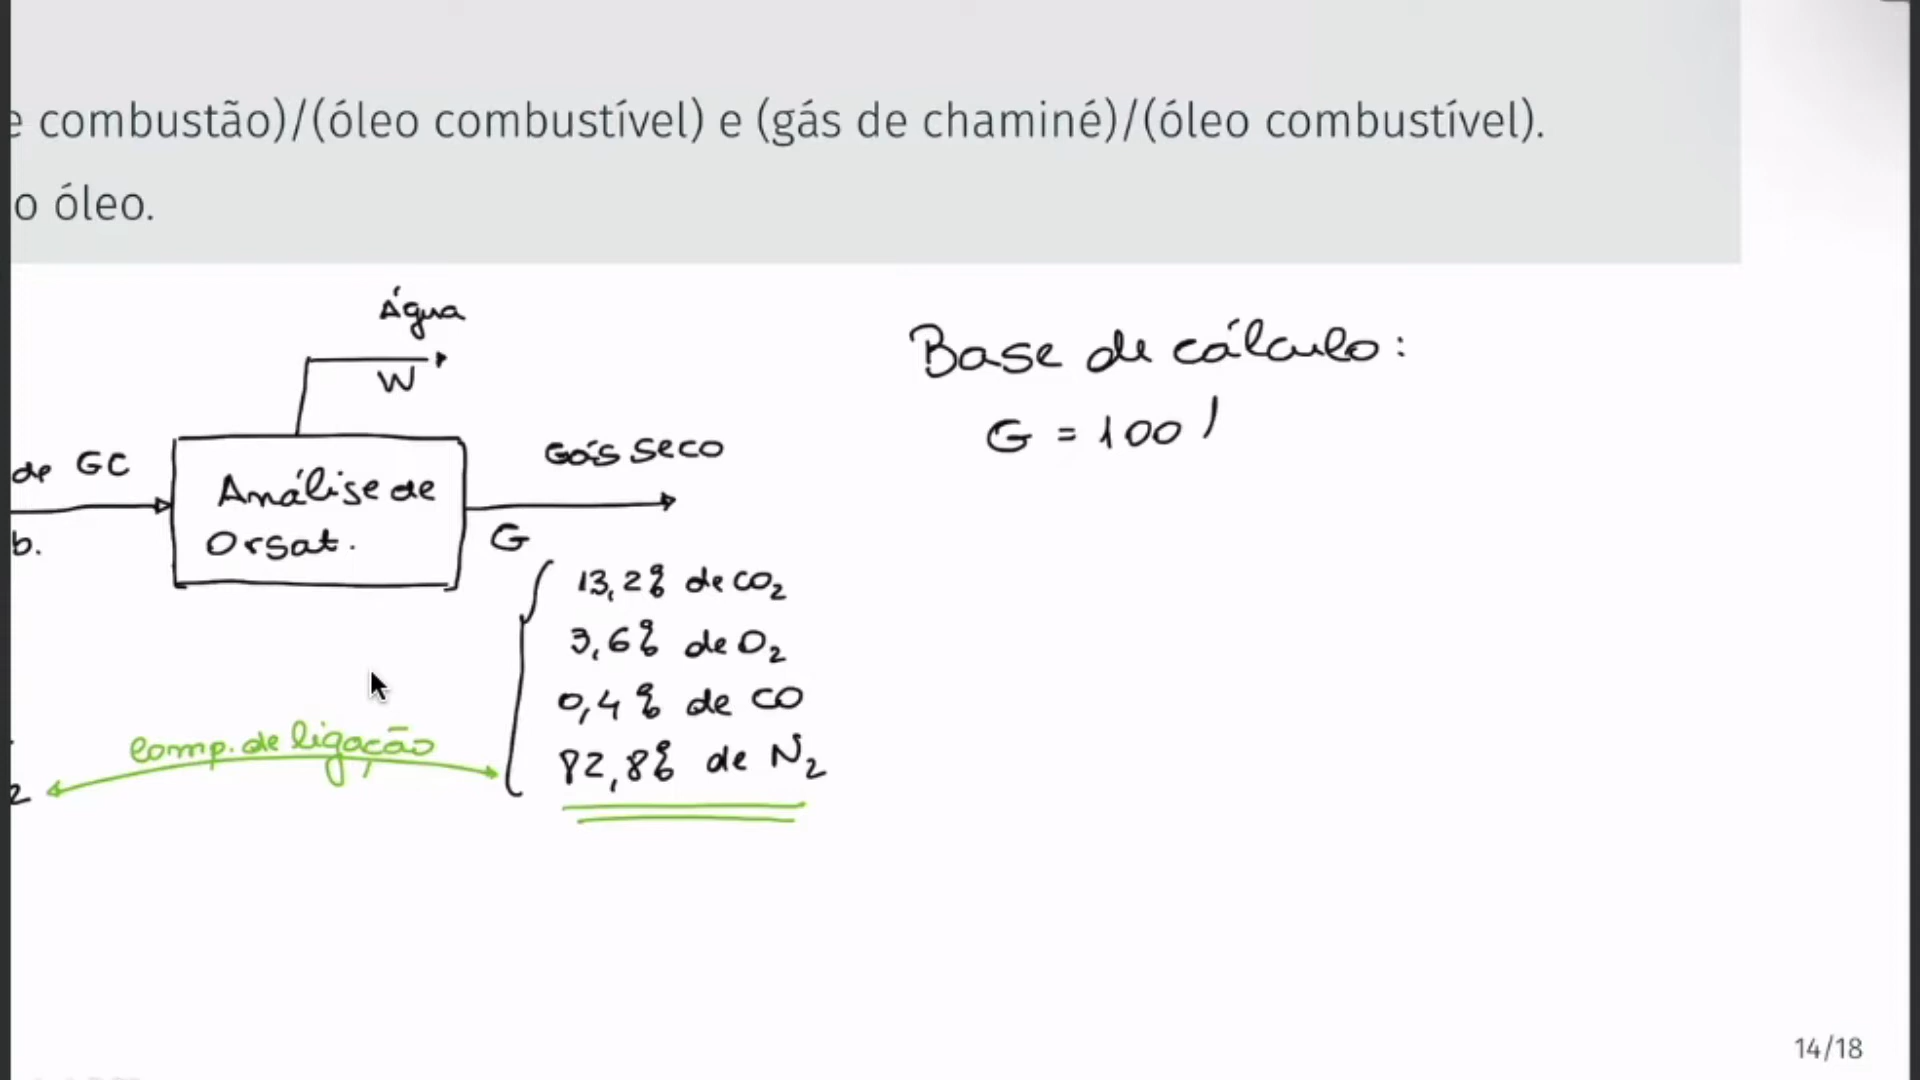 e combustão)/(óleo combustível) e (gás de chaminé)/(óleo combustível).
o óleo.
Água
W
de GC
b.
Análise de
Orsat.
Gás seco
G
13,2% de CO2
3,6% de O2
0,4% de CO
82,8% de N2
comp. de ligação
2
Base de cálculo:
G = 100
14/18